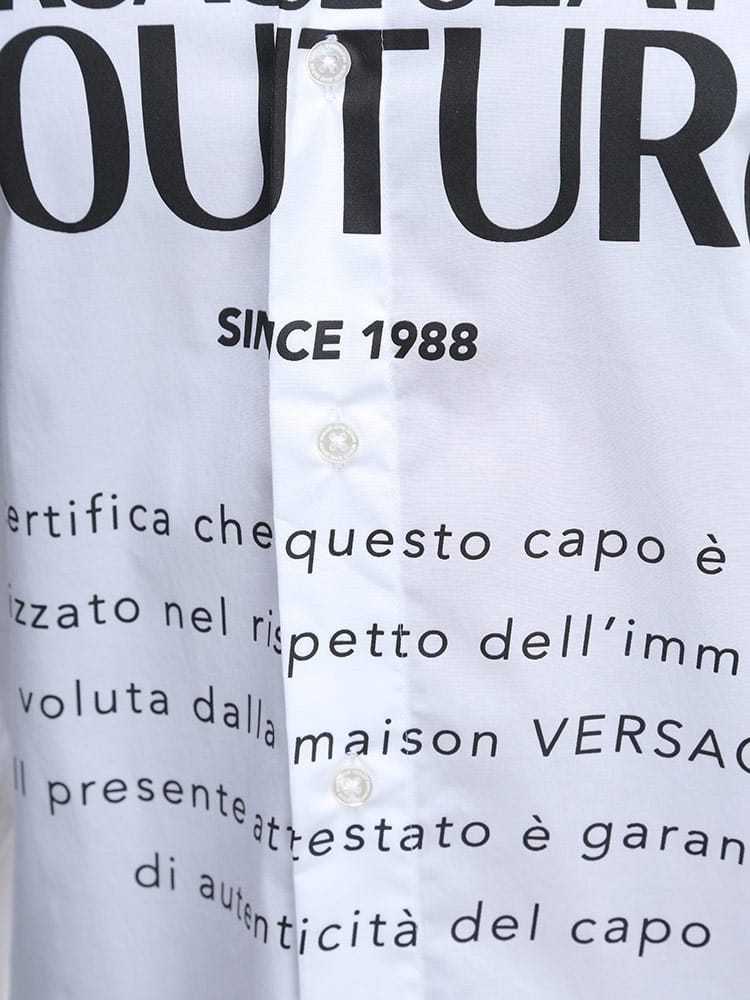 OUTUR
SINCE 1988
ertifica che questo capo è
izzato nel rispetto dell'imm
voluta dalla maison VERSAC
Il presente attestato è garan
di autenticità del capo